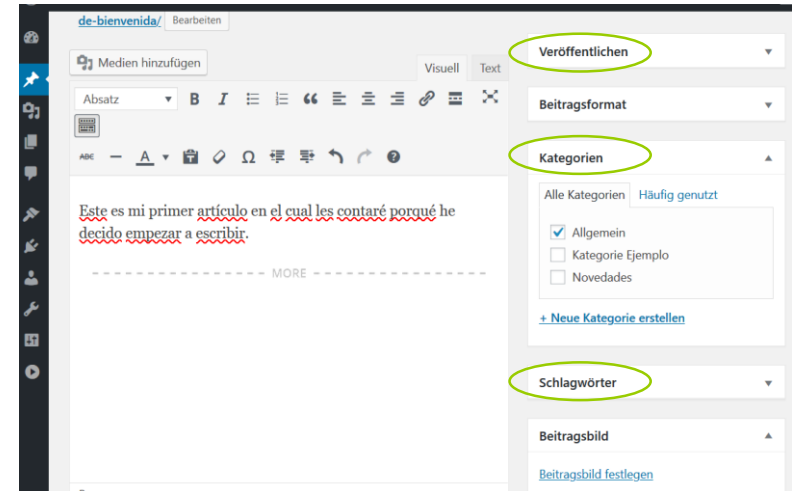 de-bienvenida/ Bearbeiten
Medien hinzufügen
Visuell Text
Absatz B I
ABC A Ω
Este es mi primer artículo en el cual les contaré porqué he
decido empezar a escribir.
MORE
Veröffentlichen
Beitragsformat
Kategorien
Alle Kategorien Häufig genutzt
Allgemein
Kategorie Ejemplo
Novedades
+ Neue Kategorie erstellen
Schlagwörter
Beitragsbild
Beitragsbild festlegen